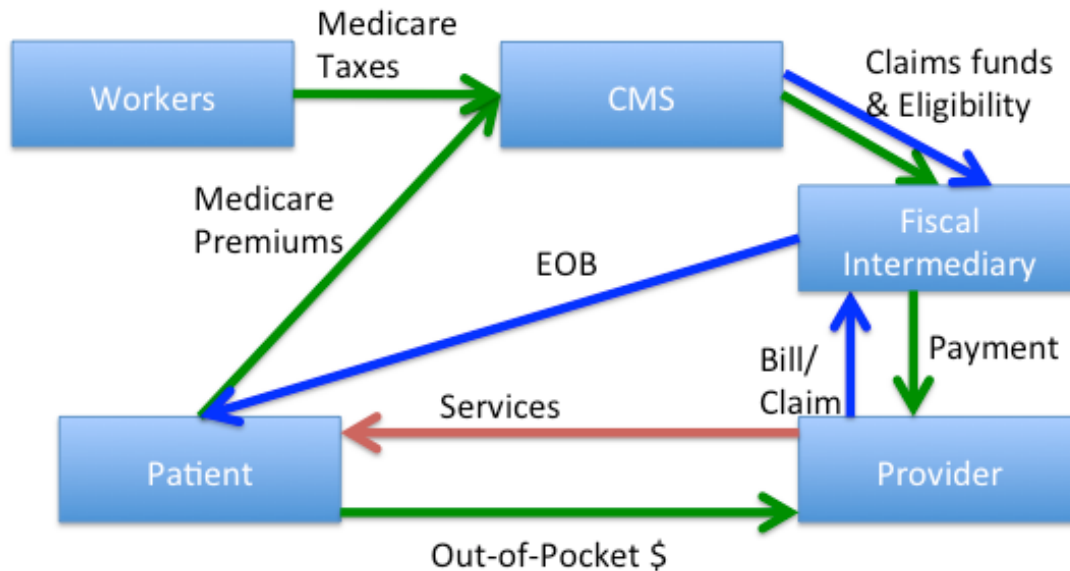 Medicare
Taxes
Workers
CMS
Claims funds
& Eligibility
Medicare
Premiums
EOB
Fiscal
Intermediary
Bill/
Claim
Payment
Services
Patient
Provider
Out-of-Pocket $